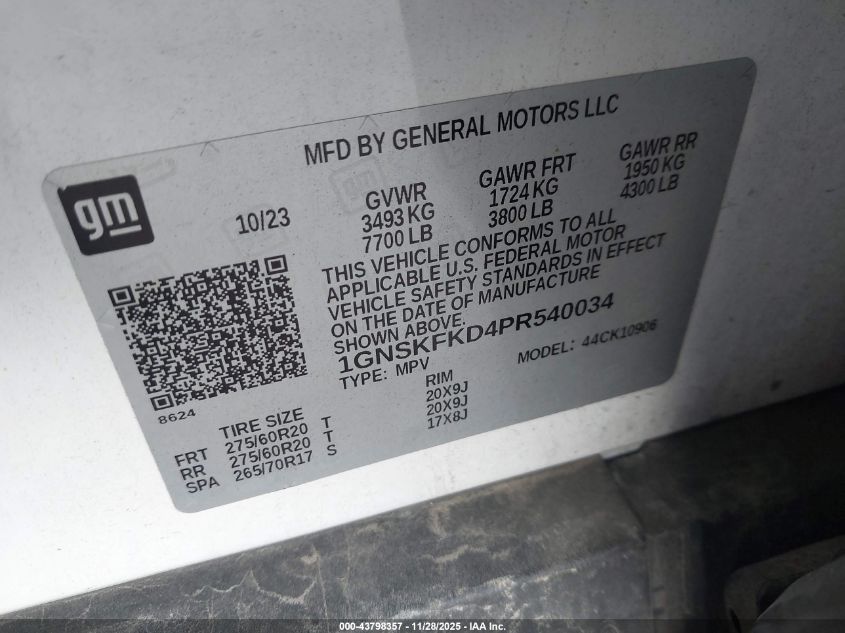 MFD BY GENERAL MOTORS LLC
gm
10/23
GVWR GAWR FRT GAWR RR
3493 KG 1724 KG 1950 KG
7700 LB 3800 LB 4300 LB
THIS VEHICLE CONFORMS TO ALL
APPLICABLE U.S. FEDERAL MOTOR
VEHICLE SAFETY STANDARDS IN EFFECT
ON THE DATE OF MANUFACTURE
SHOWN ABOVE.
1GNSKFKD4PR540034
TYPE: MPV MODEL: 44CK10906
8624
TIRE SIZE RIM
FRT 275/60R20 T 20X9J
RR 275/60R20 T 20X9J
SPA 265/70R17 S 17X8J
000-43798357 - 11/28/2025 - IAA Inc.